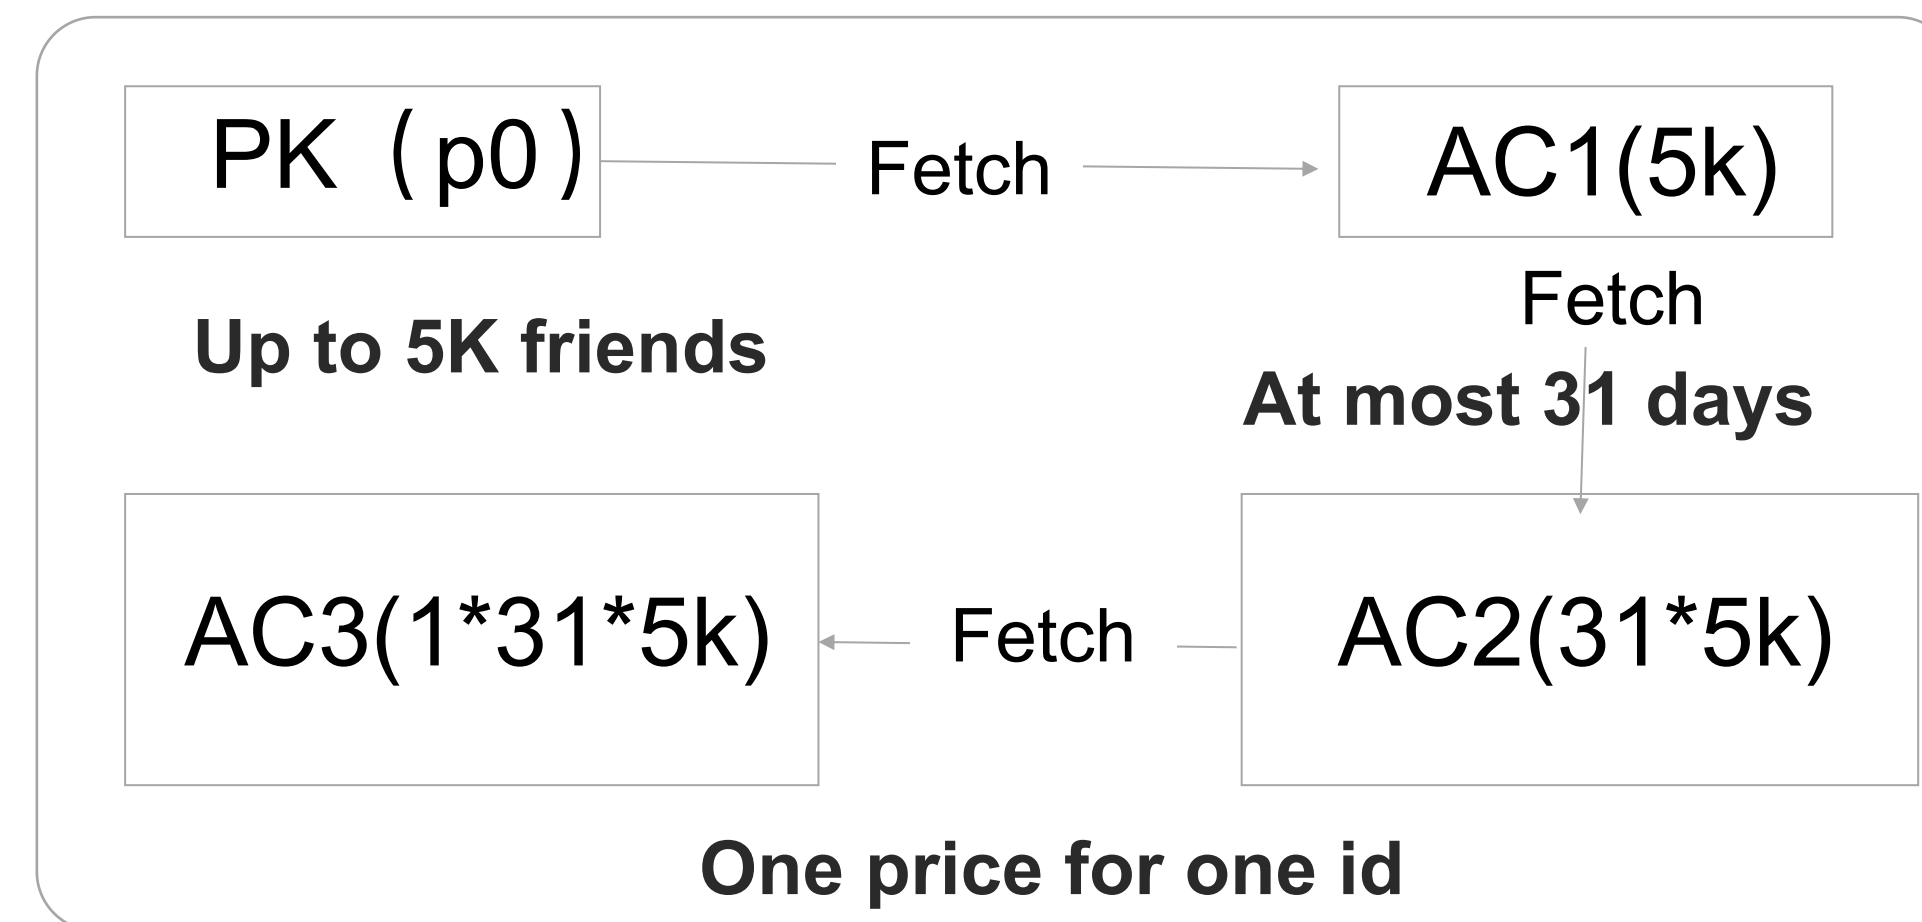 PK (p0)
Fetch
AC1(5k)
Fetch
Up to 5K friends
At most 31 days
AC3(1*31*5k)
Fetch
AC2(31*5k)
One price for one id